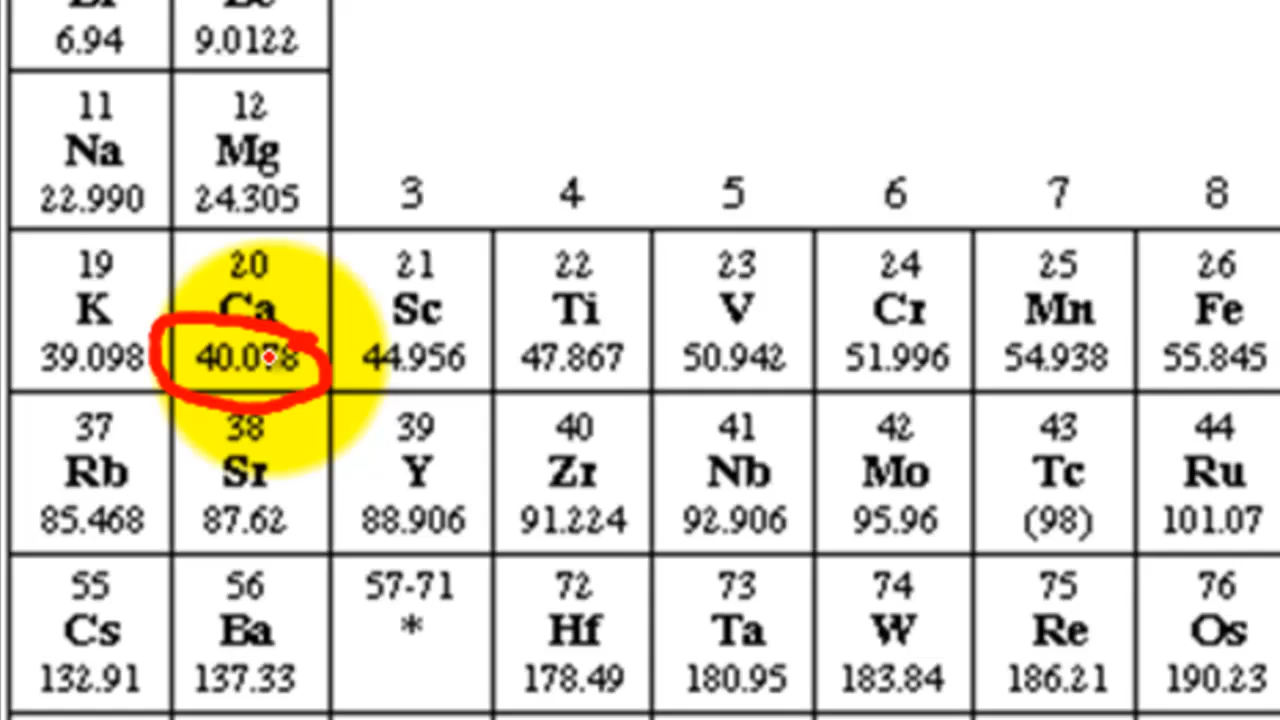 6.94 9.0122
11 12
Na Mg
22.990 24.305 3 4 5 6 7 8
19 20 21 22 23 24 25 26
K Ca Sc Ti V Cr Mn Fe
39.098 40.078 44.956 47.867 50.942 51.996 54.938 55.845
37 38 39 40 41 42 43 44
Rb Sr Y Zr Nb Mo Tc Ru
85.468 87.62 88.906 91.224 92.906 95.96 (98) 101.07
55 56 57-71 72 73 74 75 76
Cs Ba * Hf Ta W Re Os
132.91 137.33 178.49 180.95 183.84 186.21 190.23